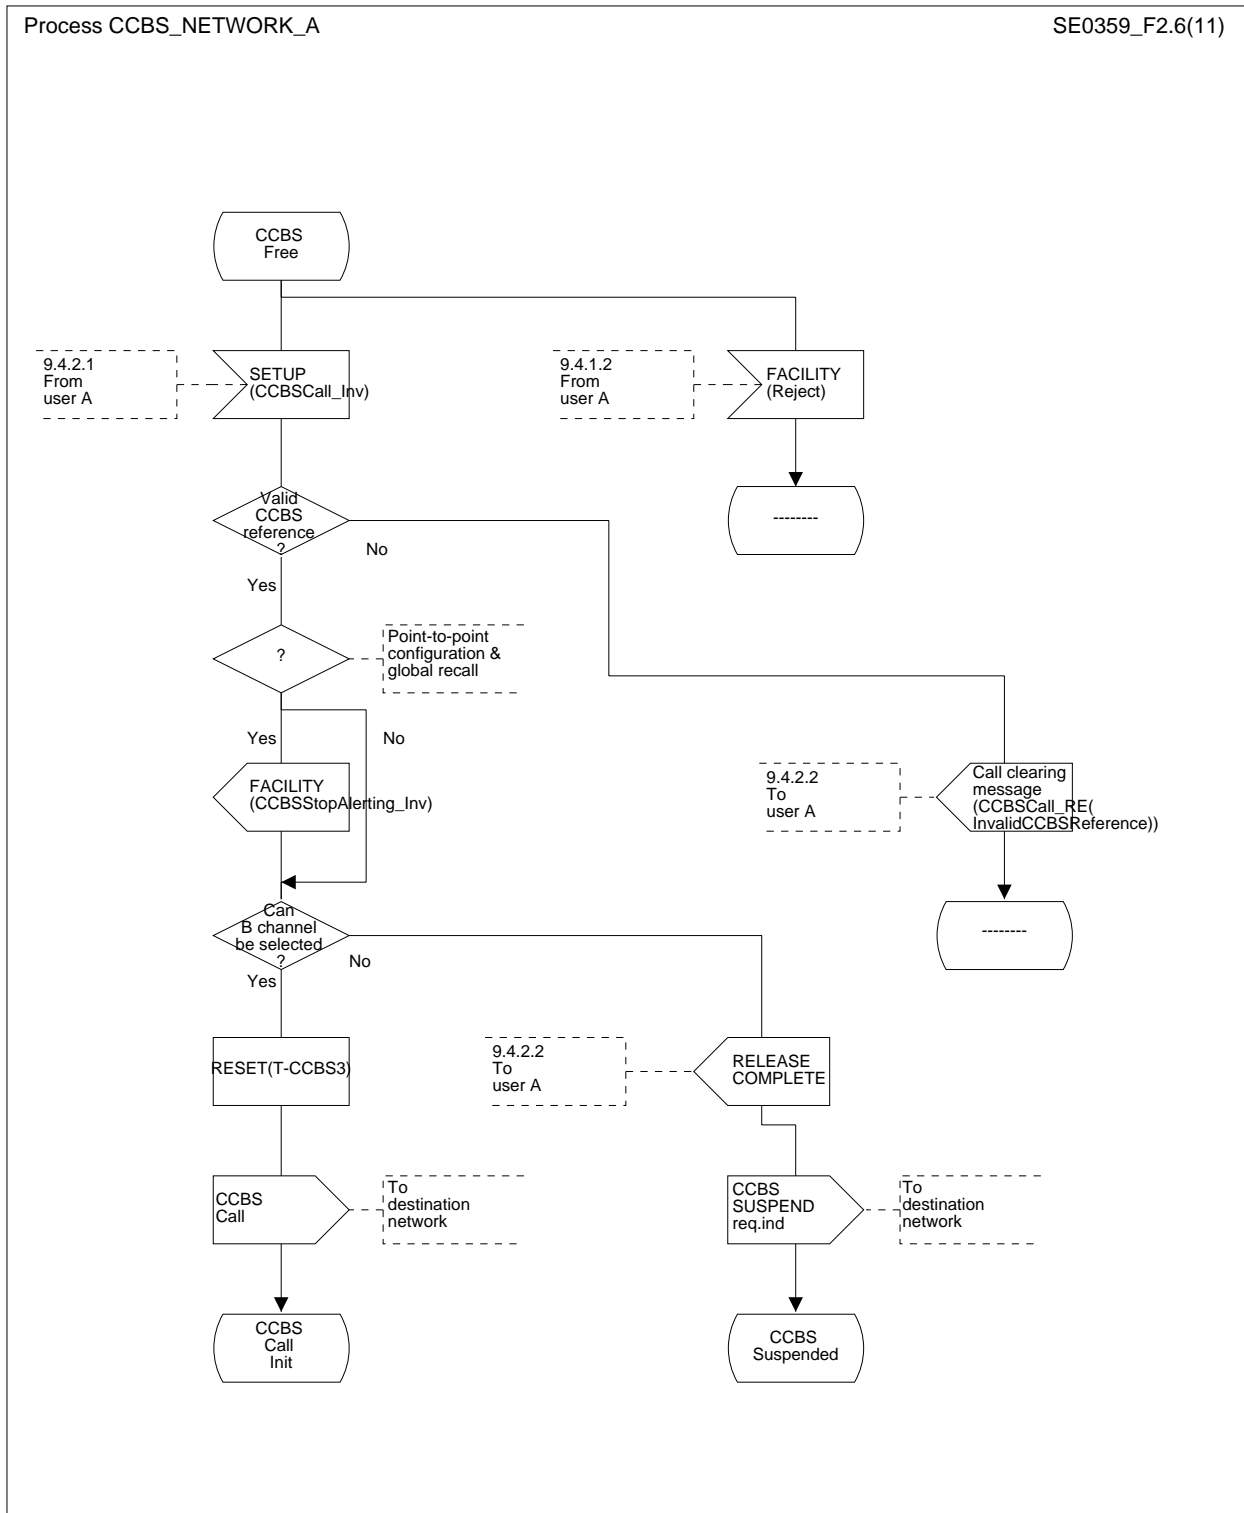 Process CCBS_NETWORK_A
SE0359_F2.6(11)
CCBS
Free
9.4.2.1
From
user A
SETUP
(CCBSCall_Inv)
9.4.1.2
From
user A
FACILITY
(Reject)
Valid
CCBS
reference
?
No
Yes
--------
?
Point-to-point
configuration &
global recall
Yes
No
FACILITY
(CCBSStopAlerting_Inv)
9.4.2.2
To
user A
Call clearing
message
(CCBSCall_RE(
InvalidCCBSReference))
Can
B channel
be selected
?
No
Yes
--------
RESET(T-CCBS3)
9.4.2.2
To
user A
RELEASE
COMPLETE
CCBS
Call
To
destination
network
CCBS
SUSPEND
req.ind
To
destination
network
CCBS
Call
Init
CCBS
Suspended